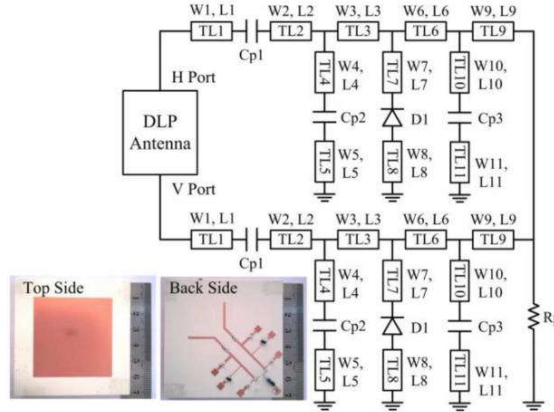 W1, L1
W2, L2
W3, L3
W6, L6
W9, L9
TL1
TL2
TL3
TL6
TL9
Cp1
H Port
TL4
W4,
L4
TL7
W7,
L7
TL10
W10,
L10
DLP
Antenna
Cp2
D1
Cp3
TL5
W5,
L5
TL8
W8,
L8
TL11
W11,
L11
V Port
W1, L1
W2, L2
W3, L3
W6, L6
W9, L9
TL1
TL2
TL3
TL6
TL9
Cp1
Top Side
Back Side
TL4
W4,
L4
TL7
W7,
L7
TL10
W10,
L10
Cp2
D1
Cp3
TL5
W5,
L5
TL8
W8,
L8
TL11
W11,
L11